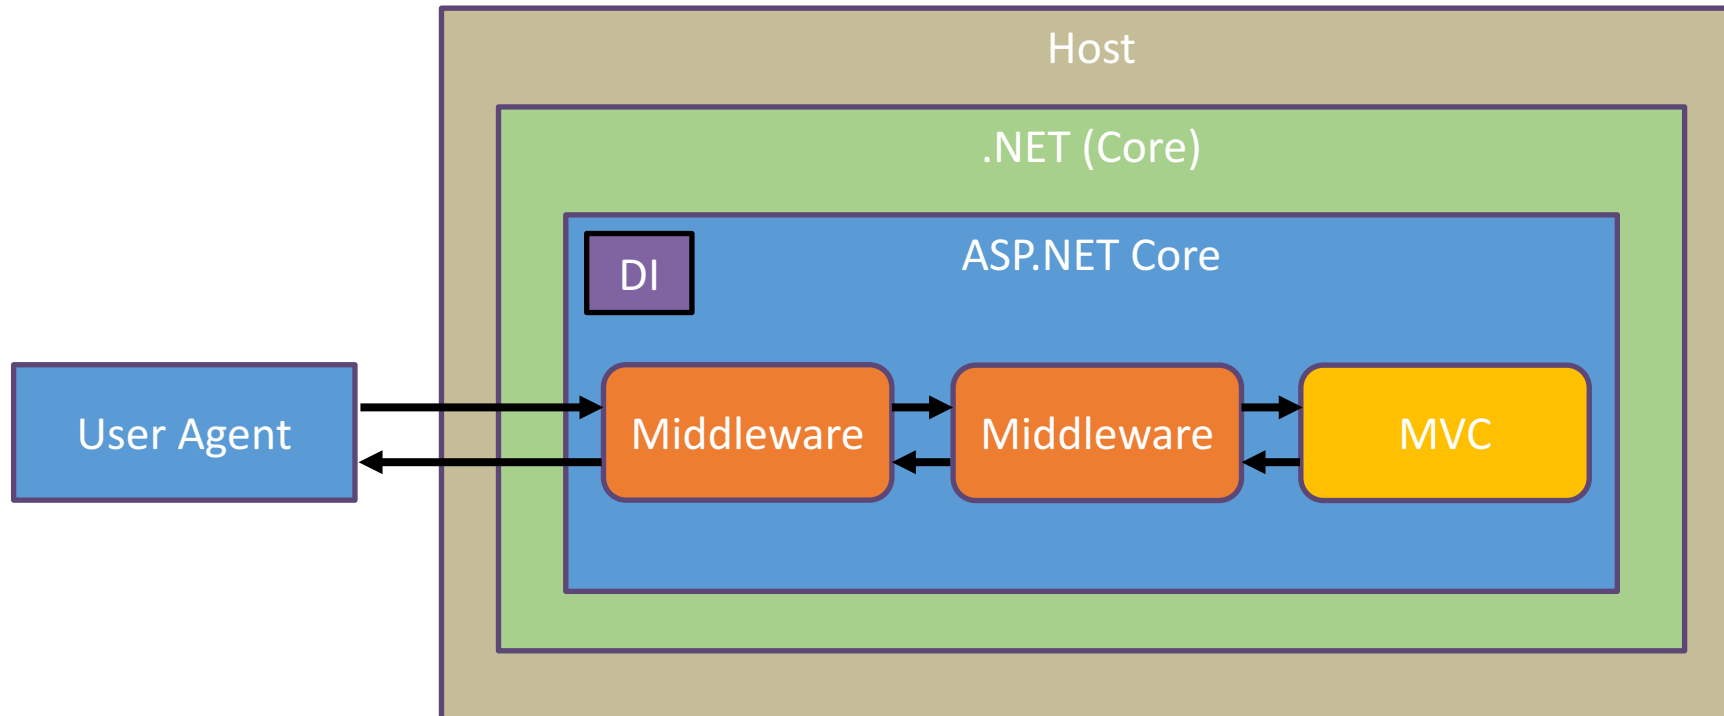 Host
.NET (Core)
ASP.NET Core
DI
User Agent
Middleware
Middleware
MVC